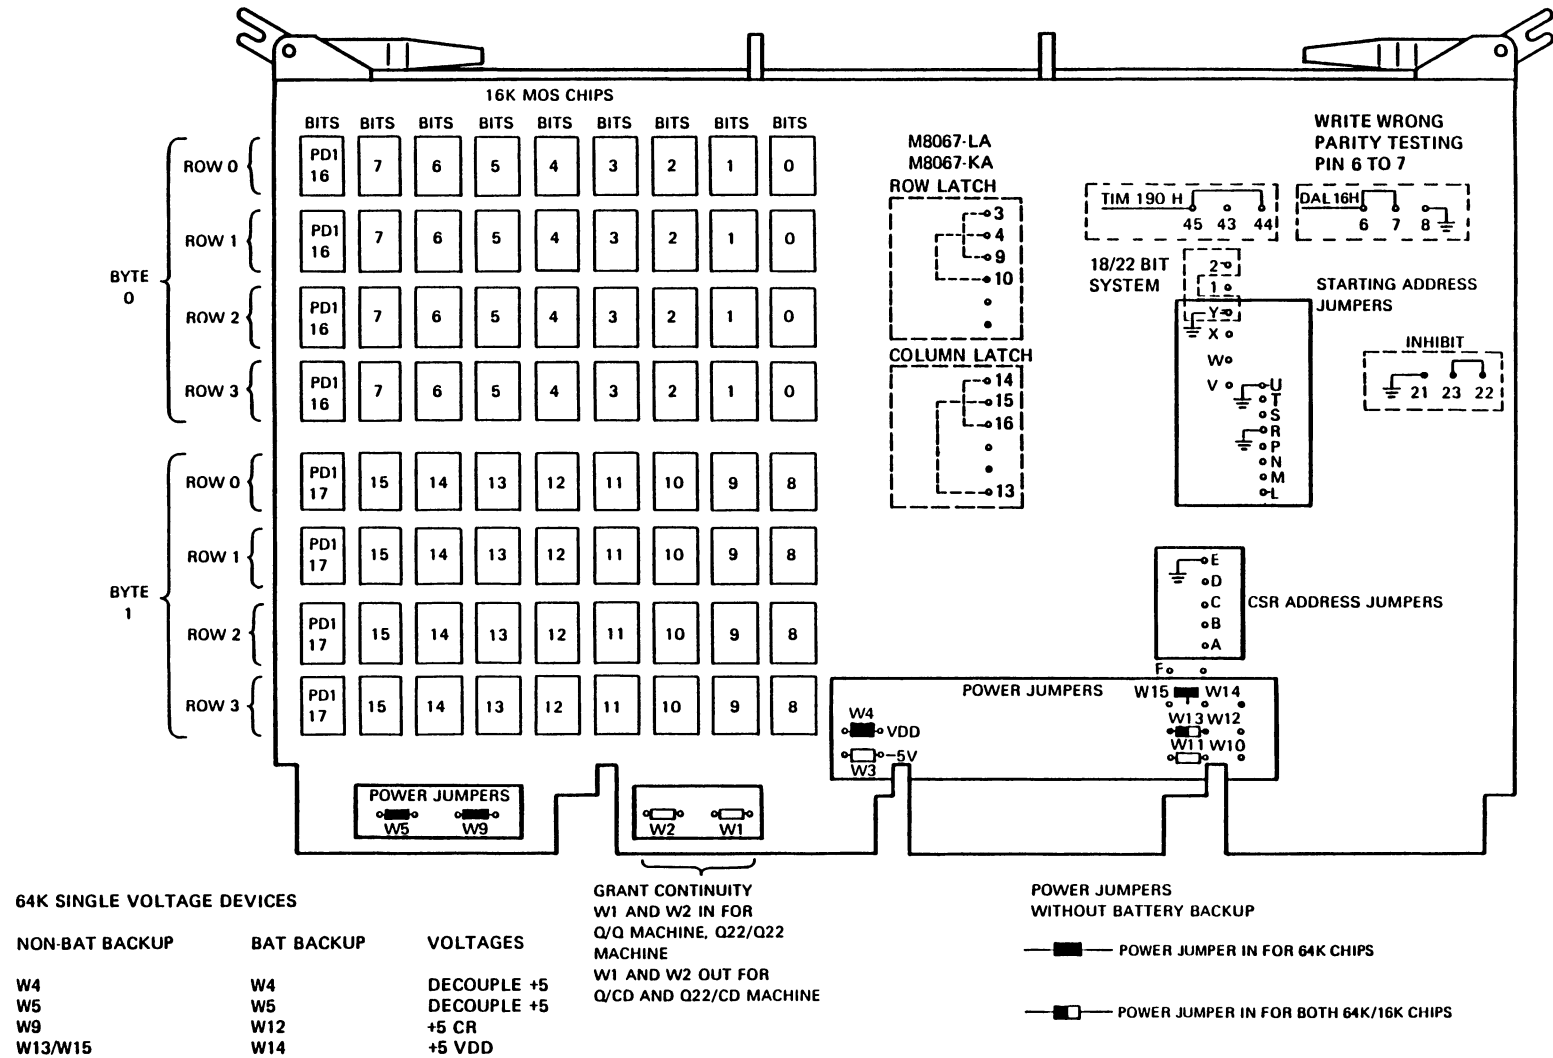 16K MOS CHIPS
BITS BITS BITS BITS BITS BITS BITS BITS BITS
BYTE 0
ROW 0 PD1 16 7 6 5 4 3 2 1 0
ROW 1 PD1 16 7 6 5 4 3 2 1 0
ROW 2 PD1 16 7 6 5 4 3 2 1 0
ROW 3 PD1 16 7 6 5 4 3 2 1 0
BYTE 1
ROW 0 PD1 17 15 14 13 12 11 10 9 8
ROW 1 PD1 17 15 14 13 12 11 10 9 8
ROW 2 PD1 17 15 14 13 12 11 10 9 8
ROW 3 PD1 17 15 14 13 12 11 10 9 8
M8067-LA
M8067-KA
ROW LATCH
3
4
9
10
COLUMN LATCH
14
15
16
13
WRITE WRONG
PARITY TESTING
PIN 6 TO 7
TIM 190 H
45 43 44
DAL 16H
6 7 8
18/22 BIT
SYSTEM
2
1
Y
X
W
V
U
T
S
R
P
N
M
L
STARTING ADDRESS
JUMPERS
INHIBIT
21 23 22
E
D
C
B
A
CSR ADDRESS JUMPERS
F
POWER JUMPERS
W15 W14
W13 W12
W11 W10
W4
VDD
-5V
W3
POWER JUMPERS
W5 W9
W2 W1
GRANT CONTINUITY
W1 AND W2 IN FOR
Q/Q MACHINE, Q22/Q22
MACHINE
W1 AND W2 OUT FOR
Q/CD AND Q22/CD MACHINE
POWER JUMPERS
WITHOUT BATTERY BACKUP
POWER JUMPER IN FOR 64K CHIPS
POWER JUMPER IN FOR BOTH 64K/16K CHIPS
64K SINGLE VOLTAGE DEVICES
NON-BAT BACKUP BAT BACKUP VOLTAGES
W4 W4 DECOUPLE +5
W5 W5 DECOUPLE +5
W9 W12 +5 CR
W13/W15 W14 +5 VDD